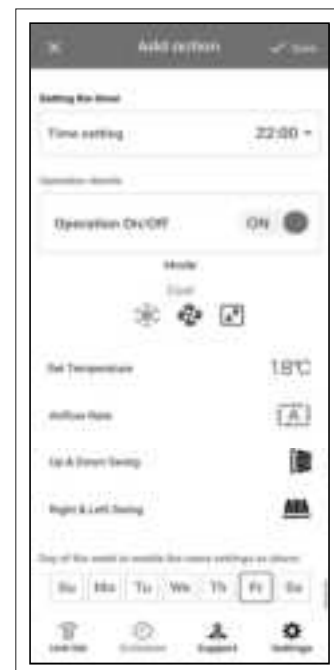 Add action
Save
Setting the timer
Time setting 22:00
Operation details
Operation On/Off ON
Mode
Cool
Set Temperature 18°C
Airflow Rate A
Up & Down Swing
Right & Left Swing
Day of the week to enable the same settings as above
Su Mo Tu We Th Fr Sa
Unit list Scheduler Support Settings